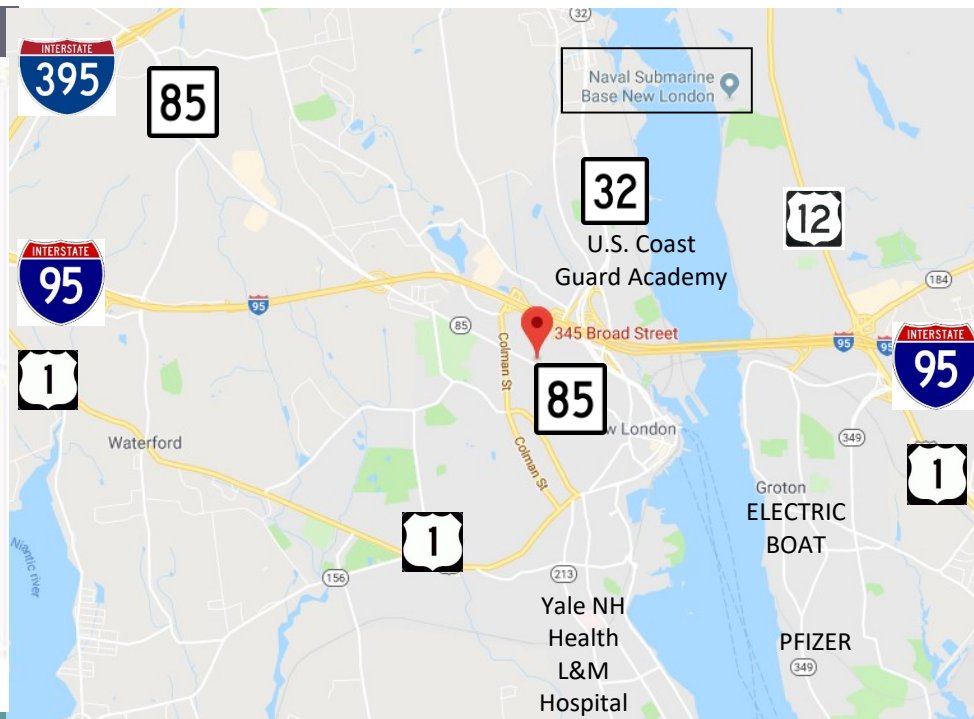 32
INTERSTATE
395
85
Naval Submarine
Base New London
32
12
U.S. Coast
Guard Academy
INTERSTATE
95
184
95
85
345 Broad Street
95
95
INTERSTATE
95
1
Colman St
85
w London
349
Waterford
1
Colman St
Groton
ELECTRIC
BOAT
1
Niantic river
156
213
Yale NH
Health
L&M
Hospital
PFIZER
349